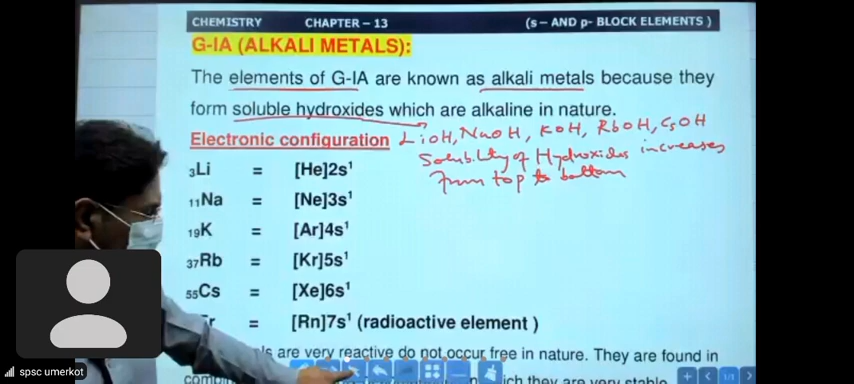 CHEMISTRY CHAPTER – 13 (s – AND p- BLOCK ELEMENTS )
G-IA (ALKALI METALS):
The elements of G-IA are known as alkali metals because they
form soluble hydroxides which are alkaline in nature.
LiOH, NaOH, KOH, RbOH, CsOH
Electronic configuration
Solubility of Hydroxides increases
from top to bottom
₃Li = [He]2s¹
₁₁Na = [Ne]3s¹
₁₉K = [Ar]4s¹
₃₇Rb = [Kr]5s¹
₅₅Cs = [Xe]6s¹
= [Rn]7s¹ (radioactive element )
are very reactive do not occur free in nature. They are found in
which they are very stable
1/1
spsc umerkot